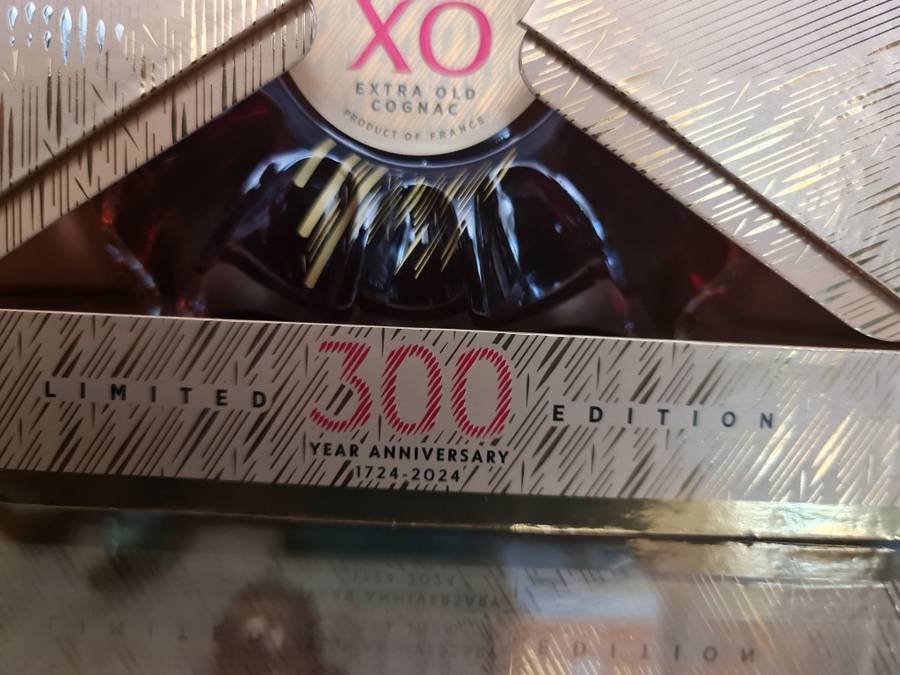 XO
EXTRA OLD
COGNAC
PRODUCT OF FRANCE
LIMITED 300 EDITION
YEAR ANNIVERSARY
1724-2024